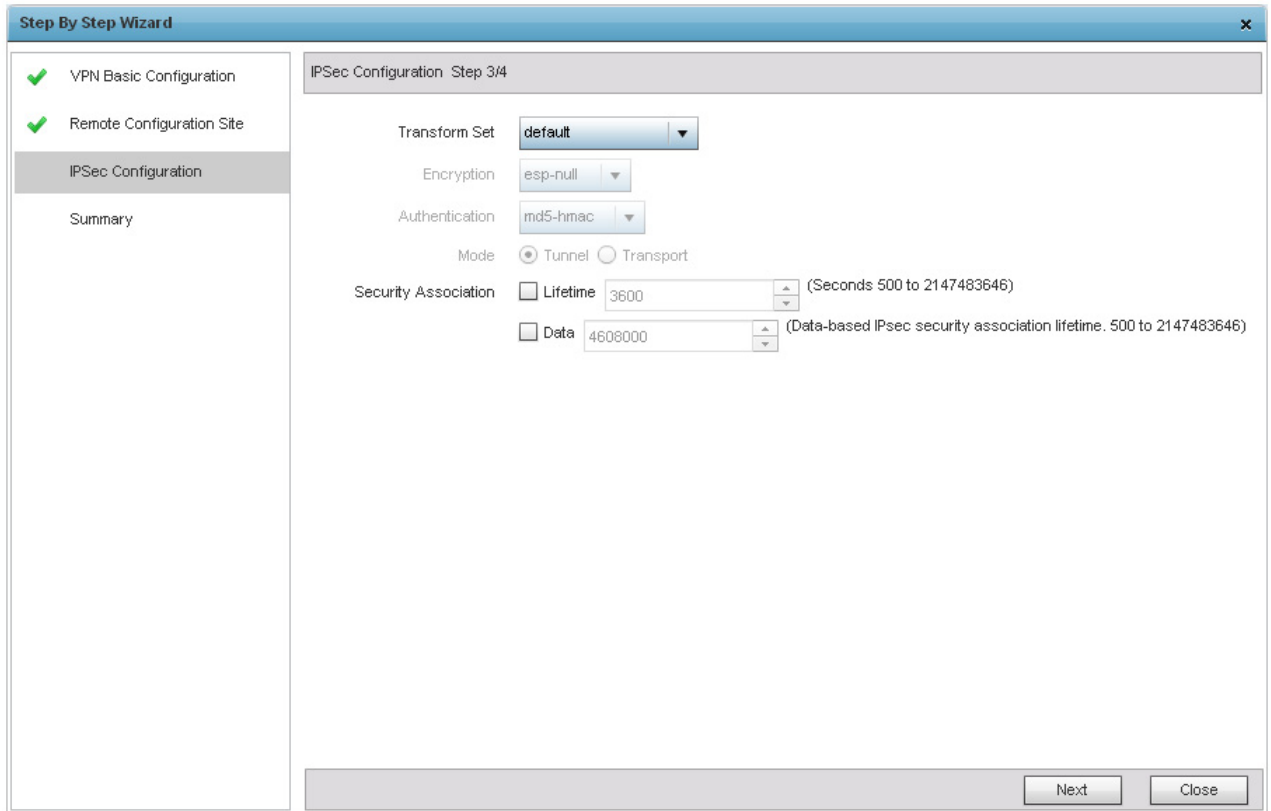 Step By Step Wizard
VPN Basic Configuration
Remote Configuration Site
IPSec Configuration
Summary
IPSec Configuration Step 3/4
Transform Set default
Encryption esp-null
Authentication md5-hmac
Mode Tunnel Transport
Security Association Lifetime 3600 (Seconds 500 to 2147483646)
Data 4608000 (Data-based IPsec security association lifetime. 500 to 2147483646)
Next Close